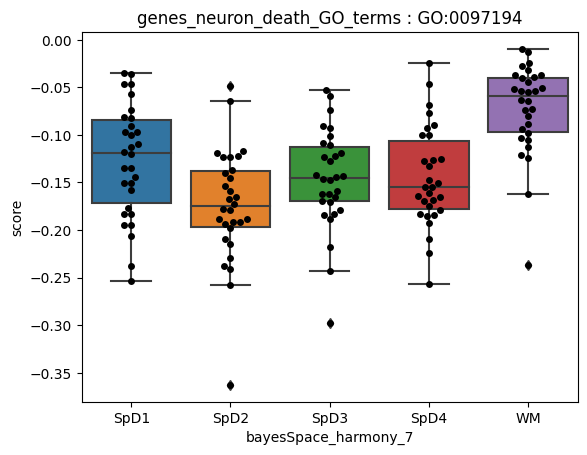 genes_neuron_death_GO_terms : GO:0097194
0.00
−0.05
−0.10
−0.15
−0.20
−0.25
−0.30
−0.35
score
SpD1 SpD2 SpD3 SpD4 WM
bayesSpace_harmony_7